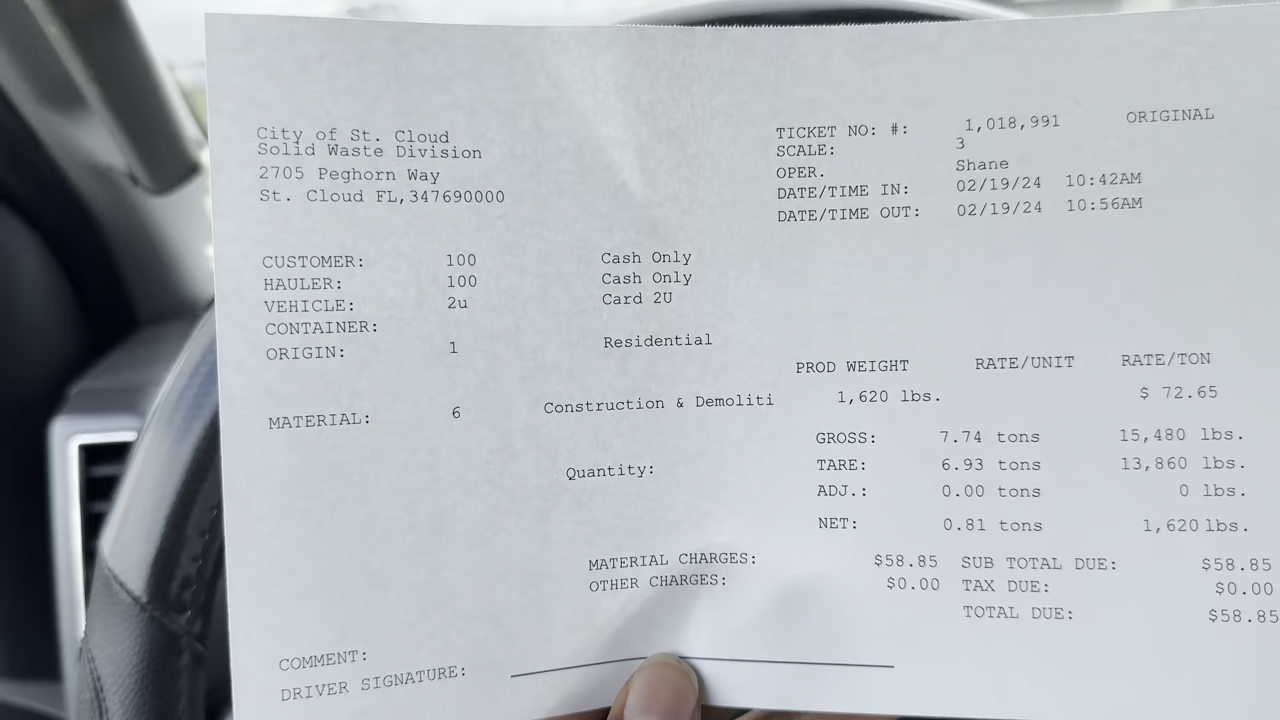 City of St. Cloud
Solid Waste Division
2705 Peghorn Way
St. Cloud FL,347690000
TICKET NO: #: 1,018,991 ORIGINAL
SCALE: 3
OPER. Shane
DATE/TIME IN: 02/19/24 10:42AM
DATE/TIME OUT: 02/19/24 10:56AM
CUSTOMER: 100 Cash Only
HAULER: 100 Cash Only
VEHICLE: 2u Card 2U
CONTAINER:
ORIGIN: 1 Residential
PROD WEIGHT RATE/UNIT RATE/TON
MATERIAL: 6 Construction & Demoliti 1,620 lbs. $ 72.65
GROSS: 7.74 tons 15,480 lbs.
Quantity: TARE: 6.93 tons 13,860 lbs.
ADJ.: 0.00 tons 0 lbs.
NET: 0.81 tons 1,620 lbs.
MATERIAL CHARGES: $58.85 SUB TOTAL DUE: $58.85
OTHER CHARGES: $0.00 TAX DUE: $0.00
TOTAL DUE: $58.85
COMMENT:
DRIVER SIGNATURE: